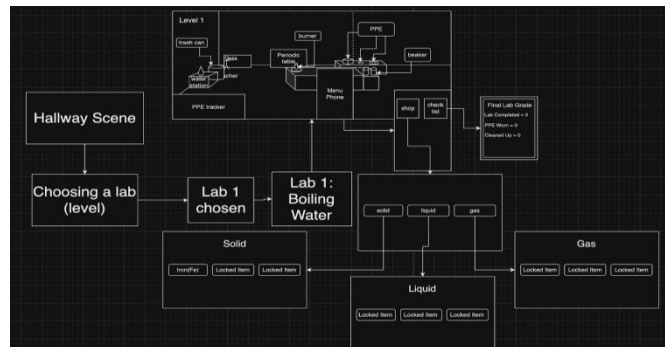 Level 1
trash can
water
station
PPE tracker
burner
Periodic
table
PPE
beaker
Menu
Phone
shop
check
list
Final Lab Grade
Lab Completed = 0
PPE Worn = 0
Cleaned Up = 0
Hallway Scene
Choosing a lab
(level)
Lab 1
chosen
Lab 1:
Boiling
Water
solid
liquid
gas
Solid
Iron(Fe)
Locked Item
Locked Item
Liquid
Locked Item
Locked Item
Locked Item
Gas
Locked Item
Locked Item
Locked Item